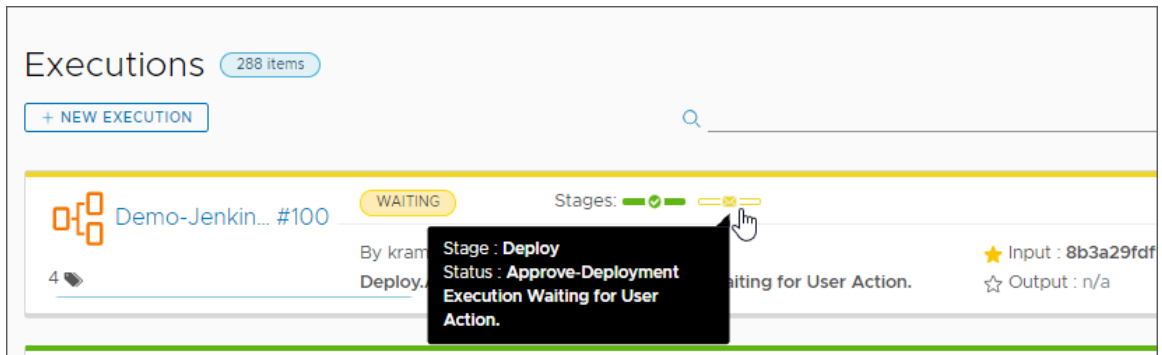 Executions 288 items
+ NEW EXECUTION
Demo-Jenkin... #100
WAITING
Stages:
By kram
Stage : Deploy
Status : Approve-Deployment
Execution Waiting for User
Action.
Input : 8b3a29fdf
4
Deploy.
aiting for User Action.
Output : n/a